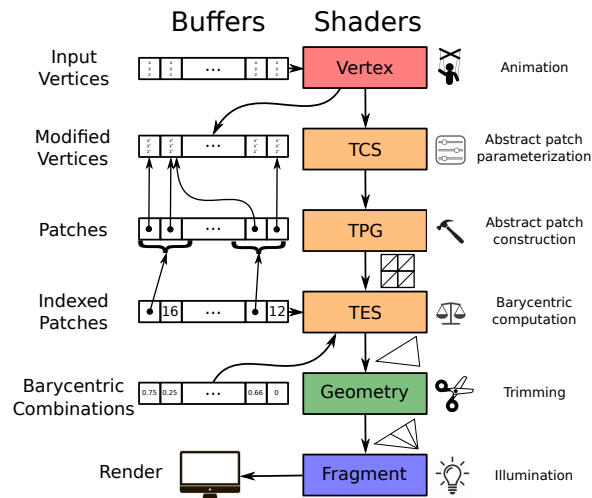 Buffers Shaders
Input
Vertices
x y z x y z ... x y z x y z
Vertex
Animation
Modified
Vertices
x' y' z' x' y' z' ... x' y' z' x' y' z'
TCS
Abstract patch
parameterization
Patches
...
TPG
Abstract patch
construction
Indexed
Patches
16 ... 12
TES
Barycentric
computation
Barycentric
Combinations
0.75 0.25 ... 0.66 0
Geometry
Trimming
Render
Fragment
Illumination